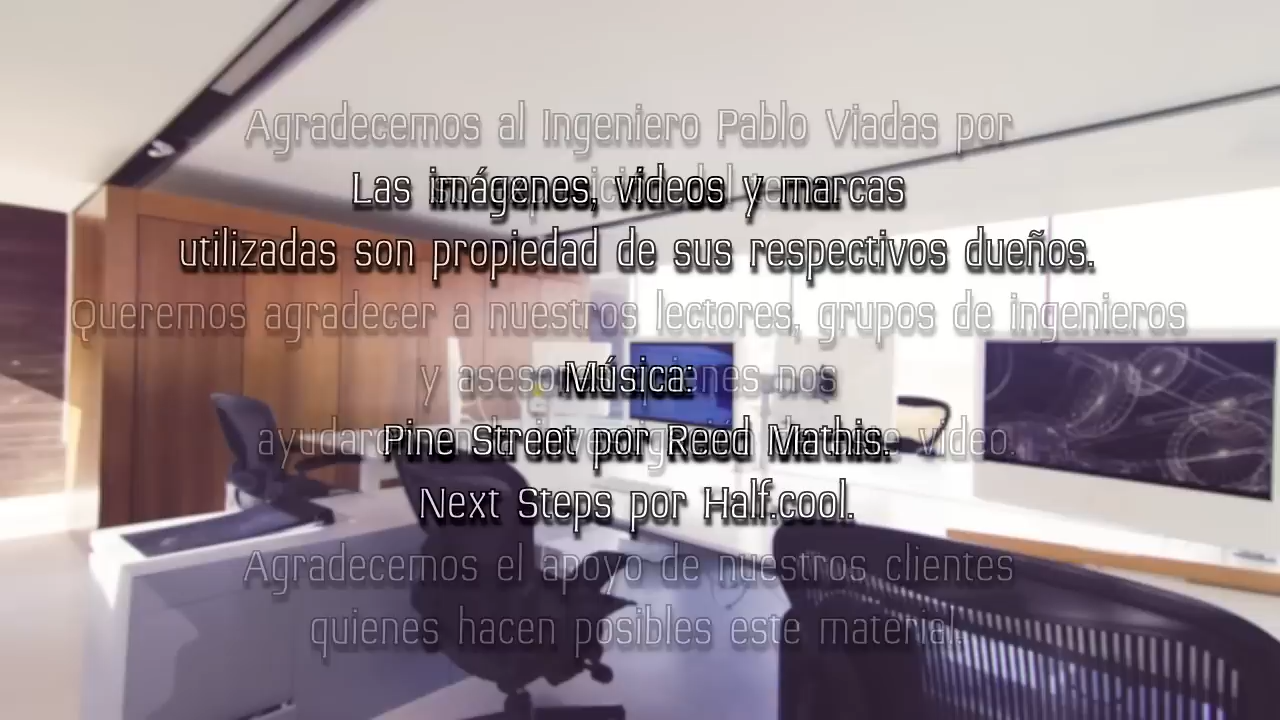 Agradecemos al Ingeniero Pablo Viadas por
Las imágenes, videos y marcas
utilizadas son propiedad de sus respectivos dueños.
Queremos agradecer a nuestros lectores, grupos de ingenieros
y nos
Música:
Pine Street por Reed Mathis.
video.
Next Steps por Half.cool.
Agradecemos el apoyo de nuestros clientes
quienes hacen posibles este material.